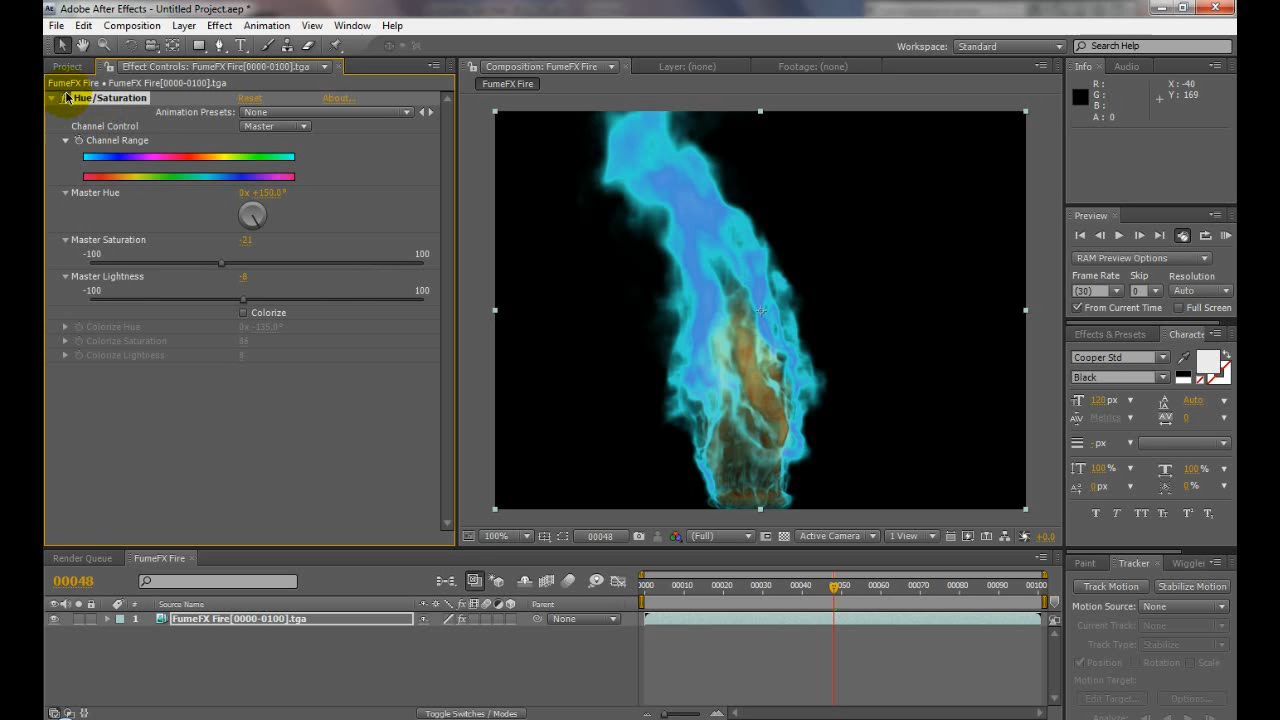 Adobe After Effects - Untitled Project.aep *
File Edit Composition Layer Effect Animation View Window Help
Workspace: Standard Search Help
Project Effect Controls: FumeFX Fire[0000-0100].tga
FumeFX Fire • FumeFX Fire[0000-0100].tga
Hue/Saturation Reset About...
Animation Presets: None
Channel Control Master
Channel Range
Master Hue 0x +150.0°
Master Saturation -21
-100 100
Master Lightness -8
-100 100
Colorize
Colorize Hue 0x -135.0°
Colorize Saturation 86
Colorize Lightness 8
Composition: FumeFX Fire Layer: (none) Footage: (none)
FumeFX Fire
100% 00048 (Full) Active Camera 1 View +0.0
Info Audio
R : X : -40
G : Y : 169
B :
A : 0
Preview
RAM Preview Options
Frame Rate Skip Resolution
(30) 0 Auto
From Current Time Full Screen
Effects & Presets Characte
Cooper Std
Black
120 px Auto
Metrics 0
- px
100 % 100 %
0 px 0 %
T T TT Tr T¹ T₁
Paint Tracker Wiggler
Track Motion Stabilize Motion
Motion Source: None
Current Track: None
Track Type: Stabilize
Position Rotation Scale
Motion Target:
Edit Target... Options...
Render Queue FumeFX Fire
00048
0000 00010 00020 00030 00040 00050 00060 00070 00080 00090 00100
# Source Name Parent
1 FumeFX Fire[0000-0100].tga None
Toggle Switches / Modes